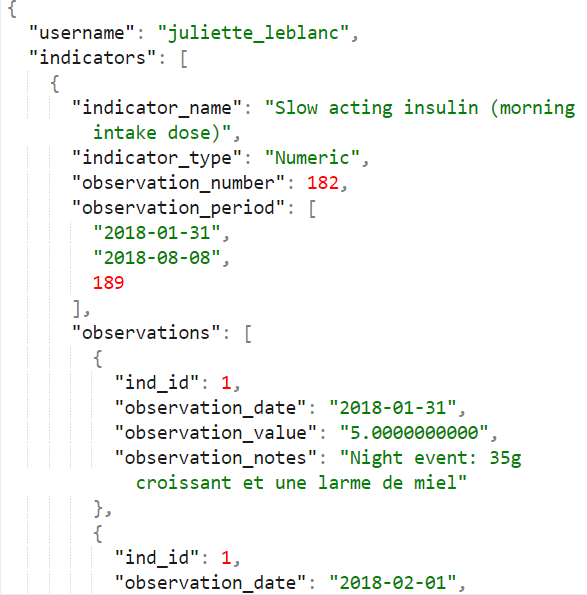 {
"username": "juliette_leblanc",
"indicators": [
{
"indicator_name": "Slow acting insulin (morning
intake dose)",
"indicator_type": "Numeric",
"observation_number": 182,
"observation_period": [
"2018-01-31",
"2018-08-08",
189
],
"observations": [
{
"ind_id": 1,
"observation_date": "2018-01-31",
"observation_value": "5.0000000000",
"observation_notes": "Night event: 35g
croissant et une larme de miel"
},
{
"ind_id": 1,
"observation_date": "2018-02-01",